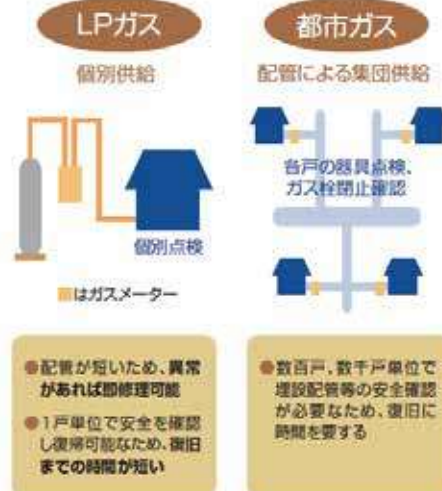 LPガス
個別供給
個別点検
はガスメーター
●配管が短いため、異常
があれば即修理可能
●1戸単位で安全を確認
し復帰可能なため、復旧
までの時間が短い
都市ガス
配管による集団供給
各戸の器具点検、
ガス栓閉止確認
●数百戸、数千戸単位で
埋設配管等の安全確認
が必要なため、復旧に
時間を要する